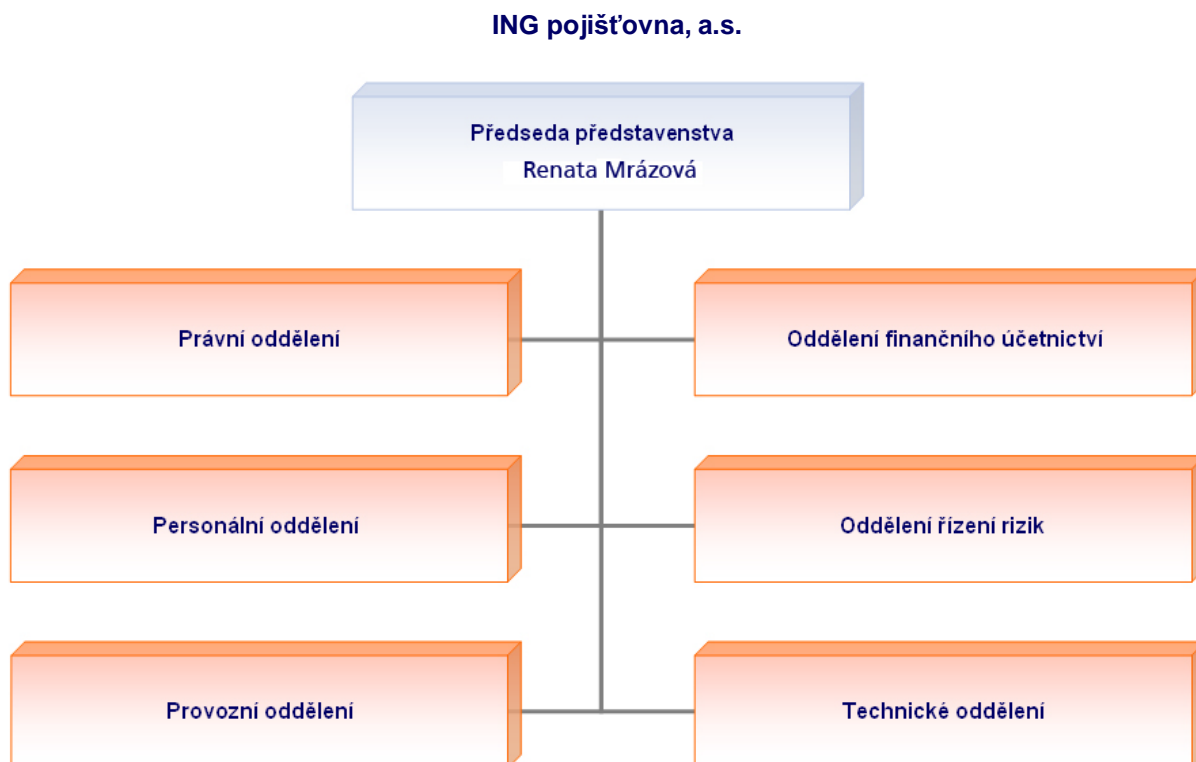 ING pojišťovna, a.s.
Předseda představenstva
Renata Mrázová
Právní oddělení
Oddělení finančního účetnictví
Personální oddělení
Oddělení řízení rizik
Provozní oddělení
Technické oddělení